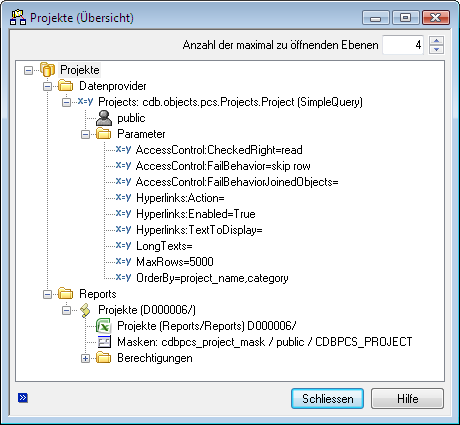 Projekte (Übersicht)
Anzahl der maximal zu öffnenden Ebenen 4
Projekte
Datenprovider
x=y Projects: cdb.objects.pcs.Projects.Project (SimpleQuery)
public
Parameter
x=y AccessControl:CheckedRight=read
x=y AccessControl:FailBehavior=skip row
x=y AccessControl:FailBehaviorJoinedObjects=
x=y Hyperlinks:Action=
x=y Hyperlinks:Enabled=True
x=y Hyperlinks:TextToDisplay=
x=y LongTexts=
x=y MaxRows=5000
x=y OrderBy=project_name,category
Reports
Projekte (D000006/)
Projekte (Reports/Reports) D000006/
Masken: cdbpcs_project_mask / public / CDBPCS_PROJECT
Berechtigungen
Schliessen Hilfe